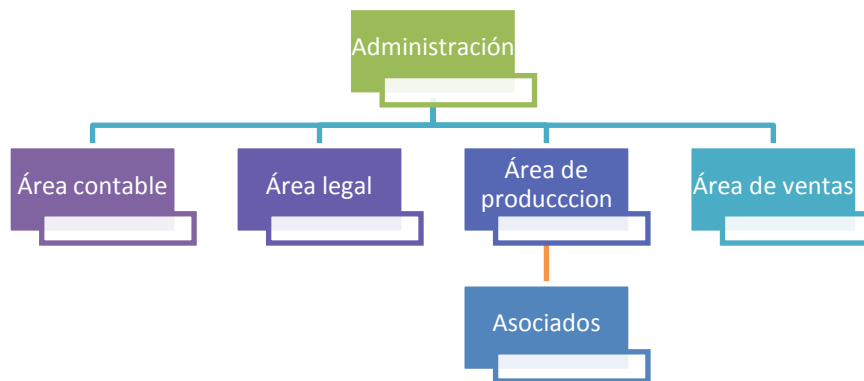 Administración
Área contable
Área legal
Área de
producccion
Área de ventas
Asociados